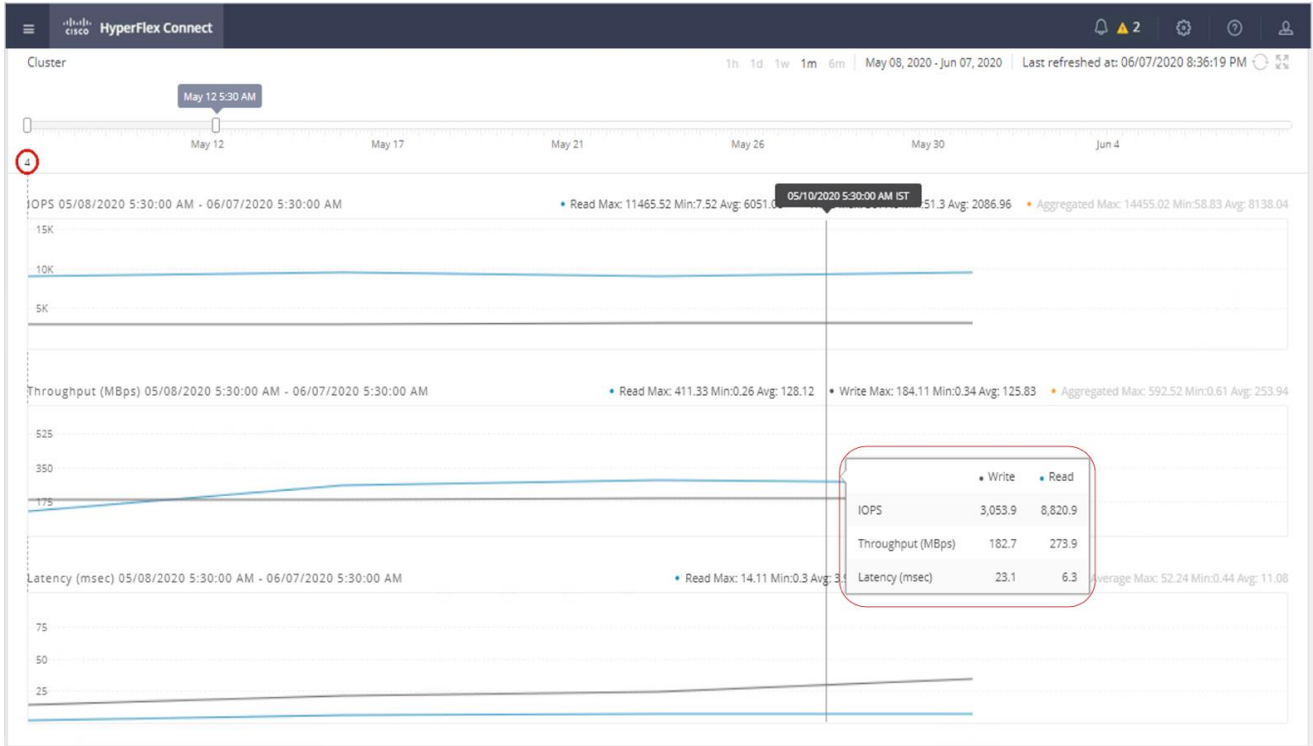 CISCO HyperFlex Connect 2
Cluster 1h 1d 1w 1m 6m May 08, 2020 - Jun 07, 2020 Last refreshed at: 06/07/2020 8:36:19 PM
May 12 5:30 AM
May 12 May 17 May 21 May 26 May 30 Jun 4
4
05/10/2020 5:30:00 AM IST
IOPS 05/08/2020 5:30:00 AM - 06/07/2020 5:30:00 AM • Read Max: 11465.52 Min:7.52 Avg: 6051. :51.3 Avg: 2086.96 • Aggregated Max: 14455.02 Min:58.83 Avg: 8138.04
15K
10K
5K
Throughput (MBps) 05/08/2020 5:30:00 AM - 06/07/2020 5:30:00 AM • Read Max: 411.33 Min:0.26 Avg: 128.12 • Write Max: 184.11 Min:0.34 Avg: 125.83 • Aggregated Max: 592.52 Min:0.61 Avg: 253.94
525
350
175
• Write • Read
IOPS 3,053.9 8,820.9
Throughput (MBps) 182.7 273.9
Latency (msec) 23.1 6.3
Latency (msec) 05/08/2020 5:30:00 AM - 06/07/2020 5:30:00 AM • Read Max: 14.11 Min:0.3 Avg: Average Max: 52.24 Min:0.44 Avg: 11.08
75
50
25